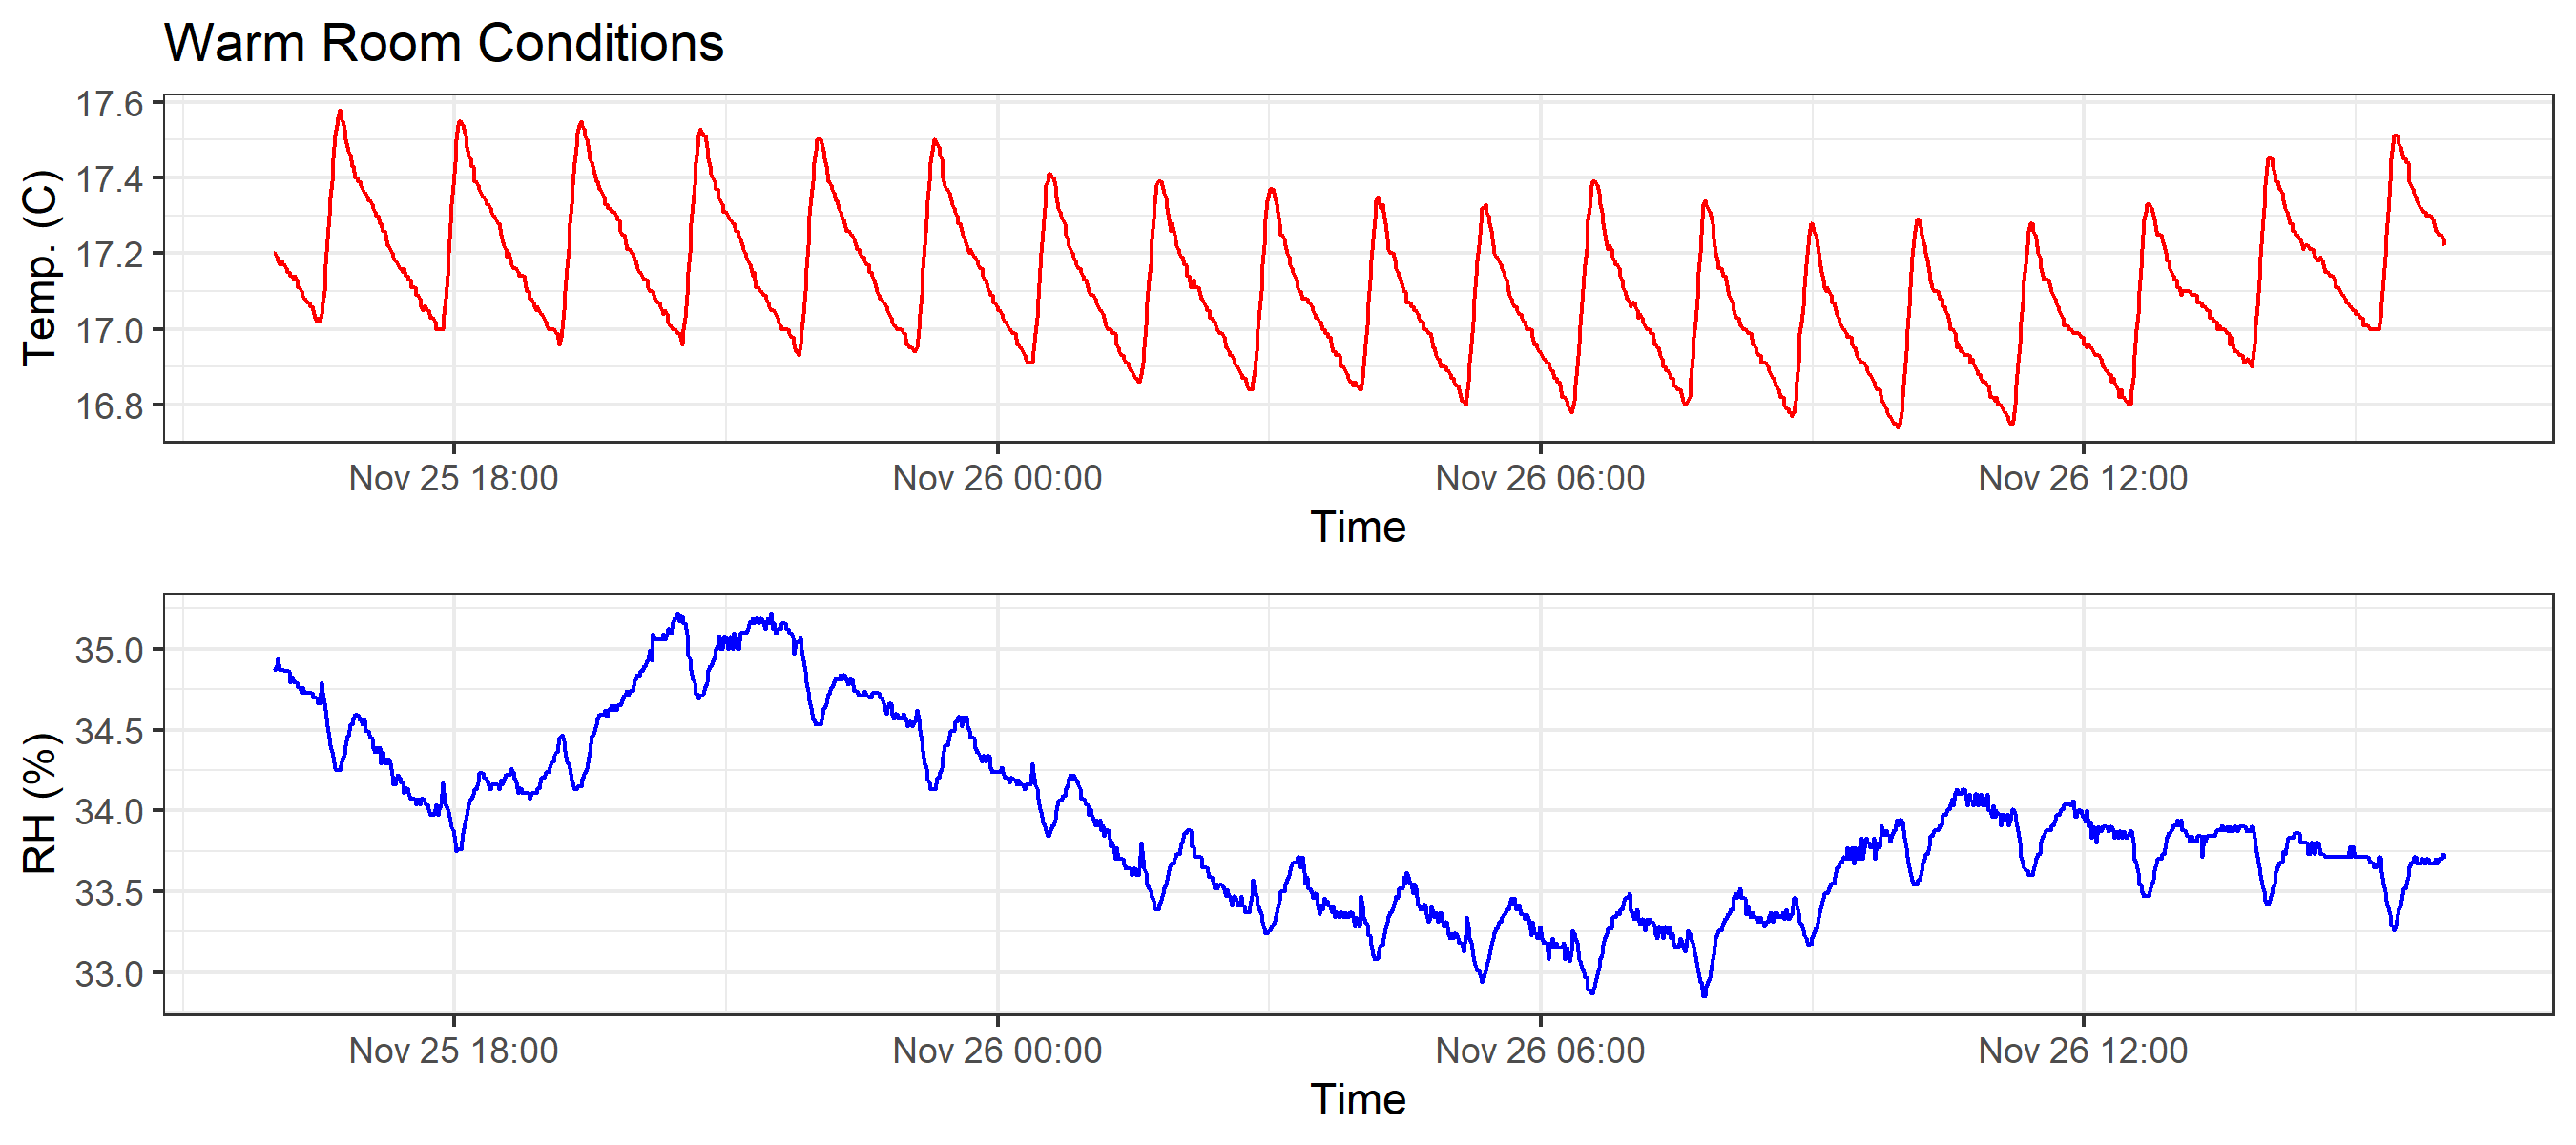 Warm Room Conditions
Temp. (C)
17.6
17.4
17.2
17.0
16.8
Nov 25 18:00 Nov 26 00:00 Nov 26 06:00 Nov 26 12:00
Time
RH (%)
35.0
34.5
34.0
33.5
33.0
Nov 25 18:00 Nov 26 00:00 Nov 26 06:00 Nov 26 12:00
Time